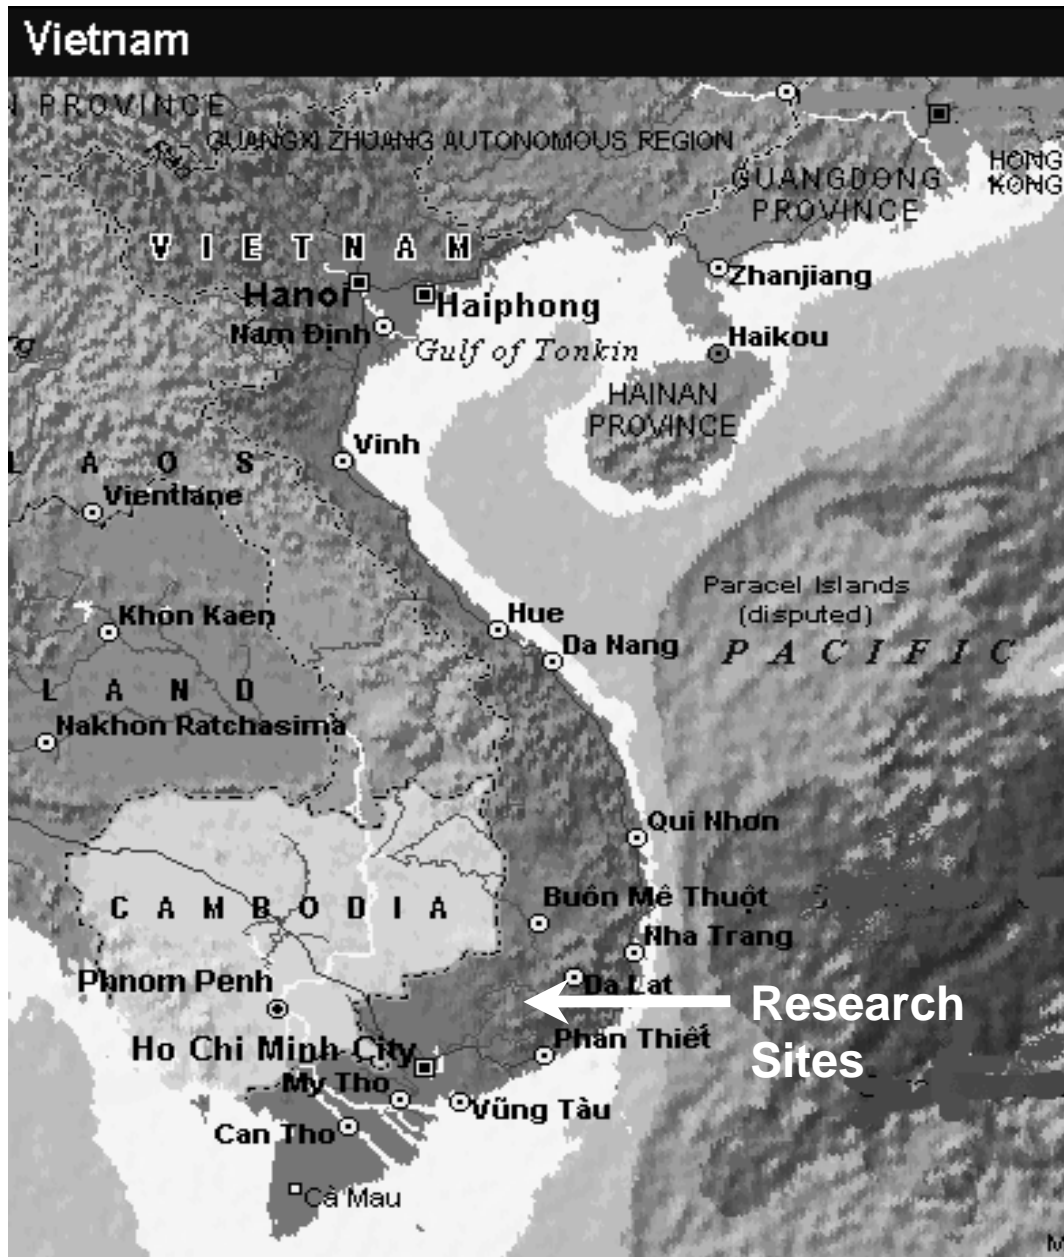 Vietnam
N PROVINCE
GUANGXI ZHUANG AUTONOMOUS REGION
HONG
KONG
GUANGDONG
PROVINCE
VIETNAM
Zhanjiang
Hanoi
Haiphong
Nam Định
Gulf of Tonkin
Haikou
HAINAN
PROVINCE
Vinh
LAOS
Vientiane
Paracel Islands
(disputed)
Hue
Khon Kaen
Da Nang
PACIFIC
LAND
Nakhon Ratchasima
Qui Nhơn
Buôn Mê Thuột
CAMBODIA
Nha Trang
Phnom Penh
Da Lat
Research
Sites
Phan Thiết
Ho Chi Minh City
My Tho
Vũng Tàu
Can Tho
Cà Mau